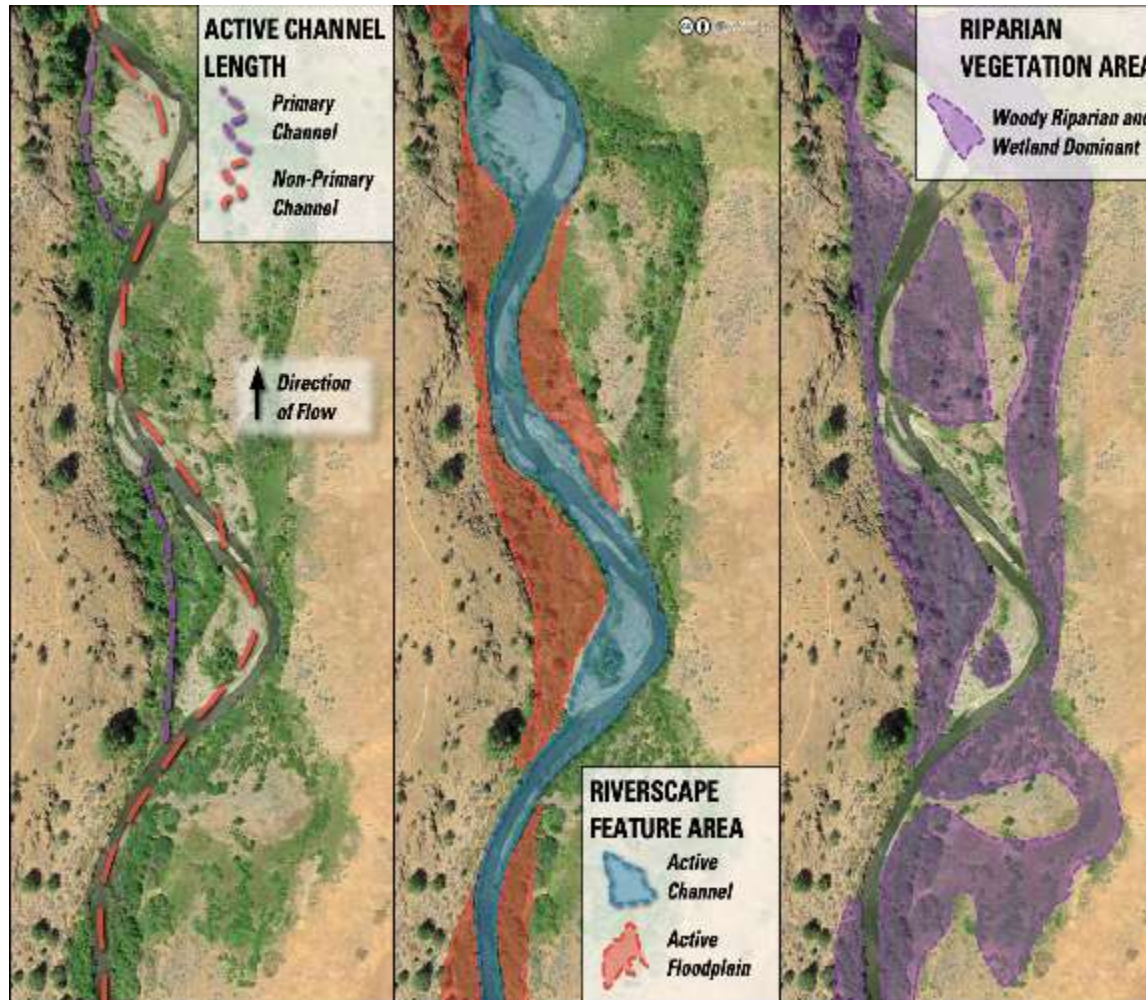 ACTIVE CHANNEL
LENGTH
Primary
Channel
Non-Primary
Channel
Direction
of Flow
RIVERSCAPE
FEATURE AREA
Active
Channel
Active
Floodplain
RIPARIAN
VEGETATION AREA
Woody Riparian and
Wetland Dominant